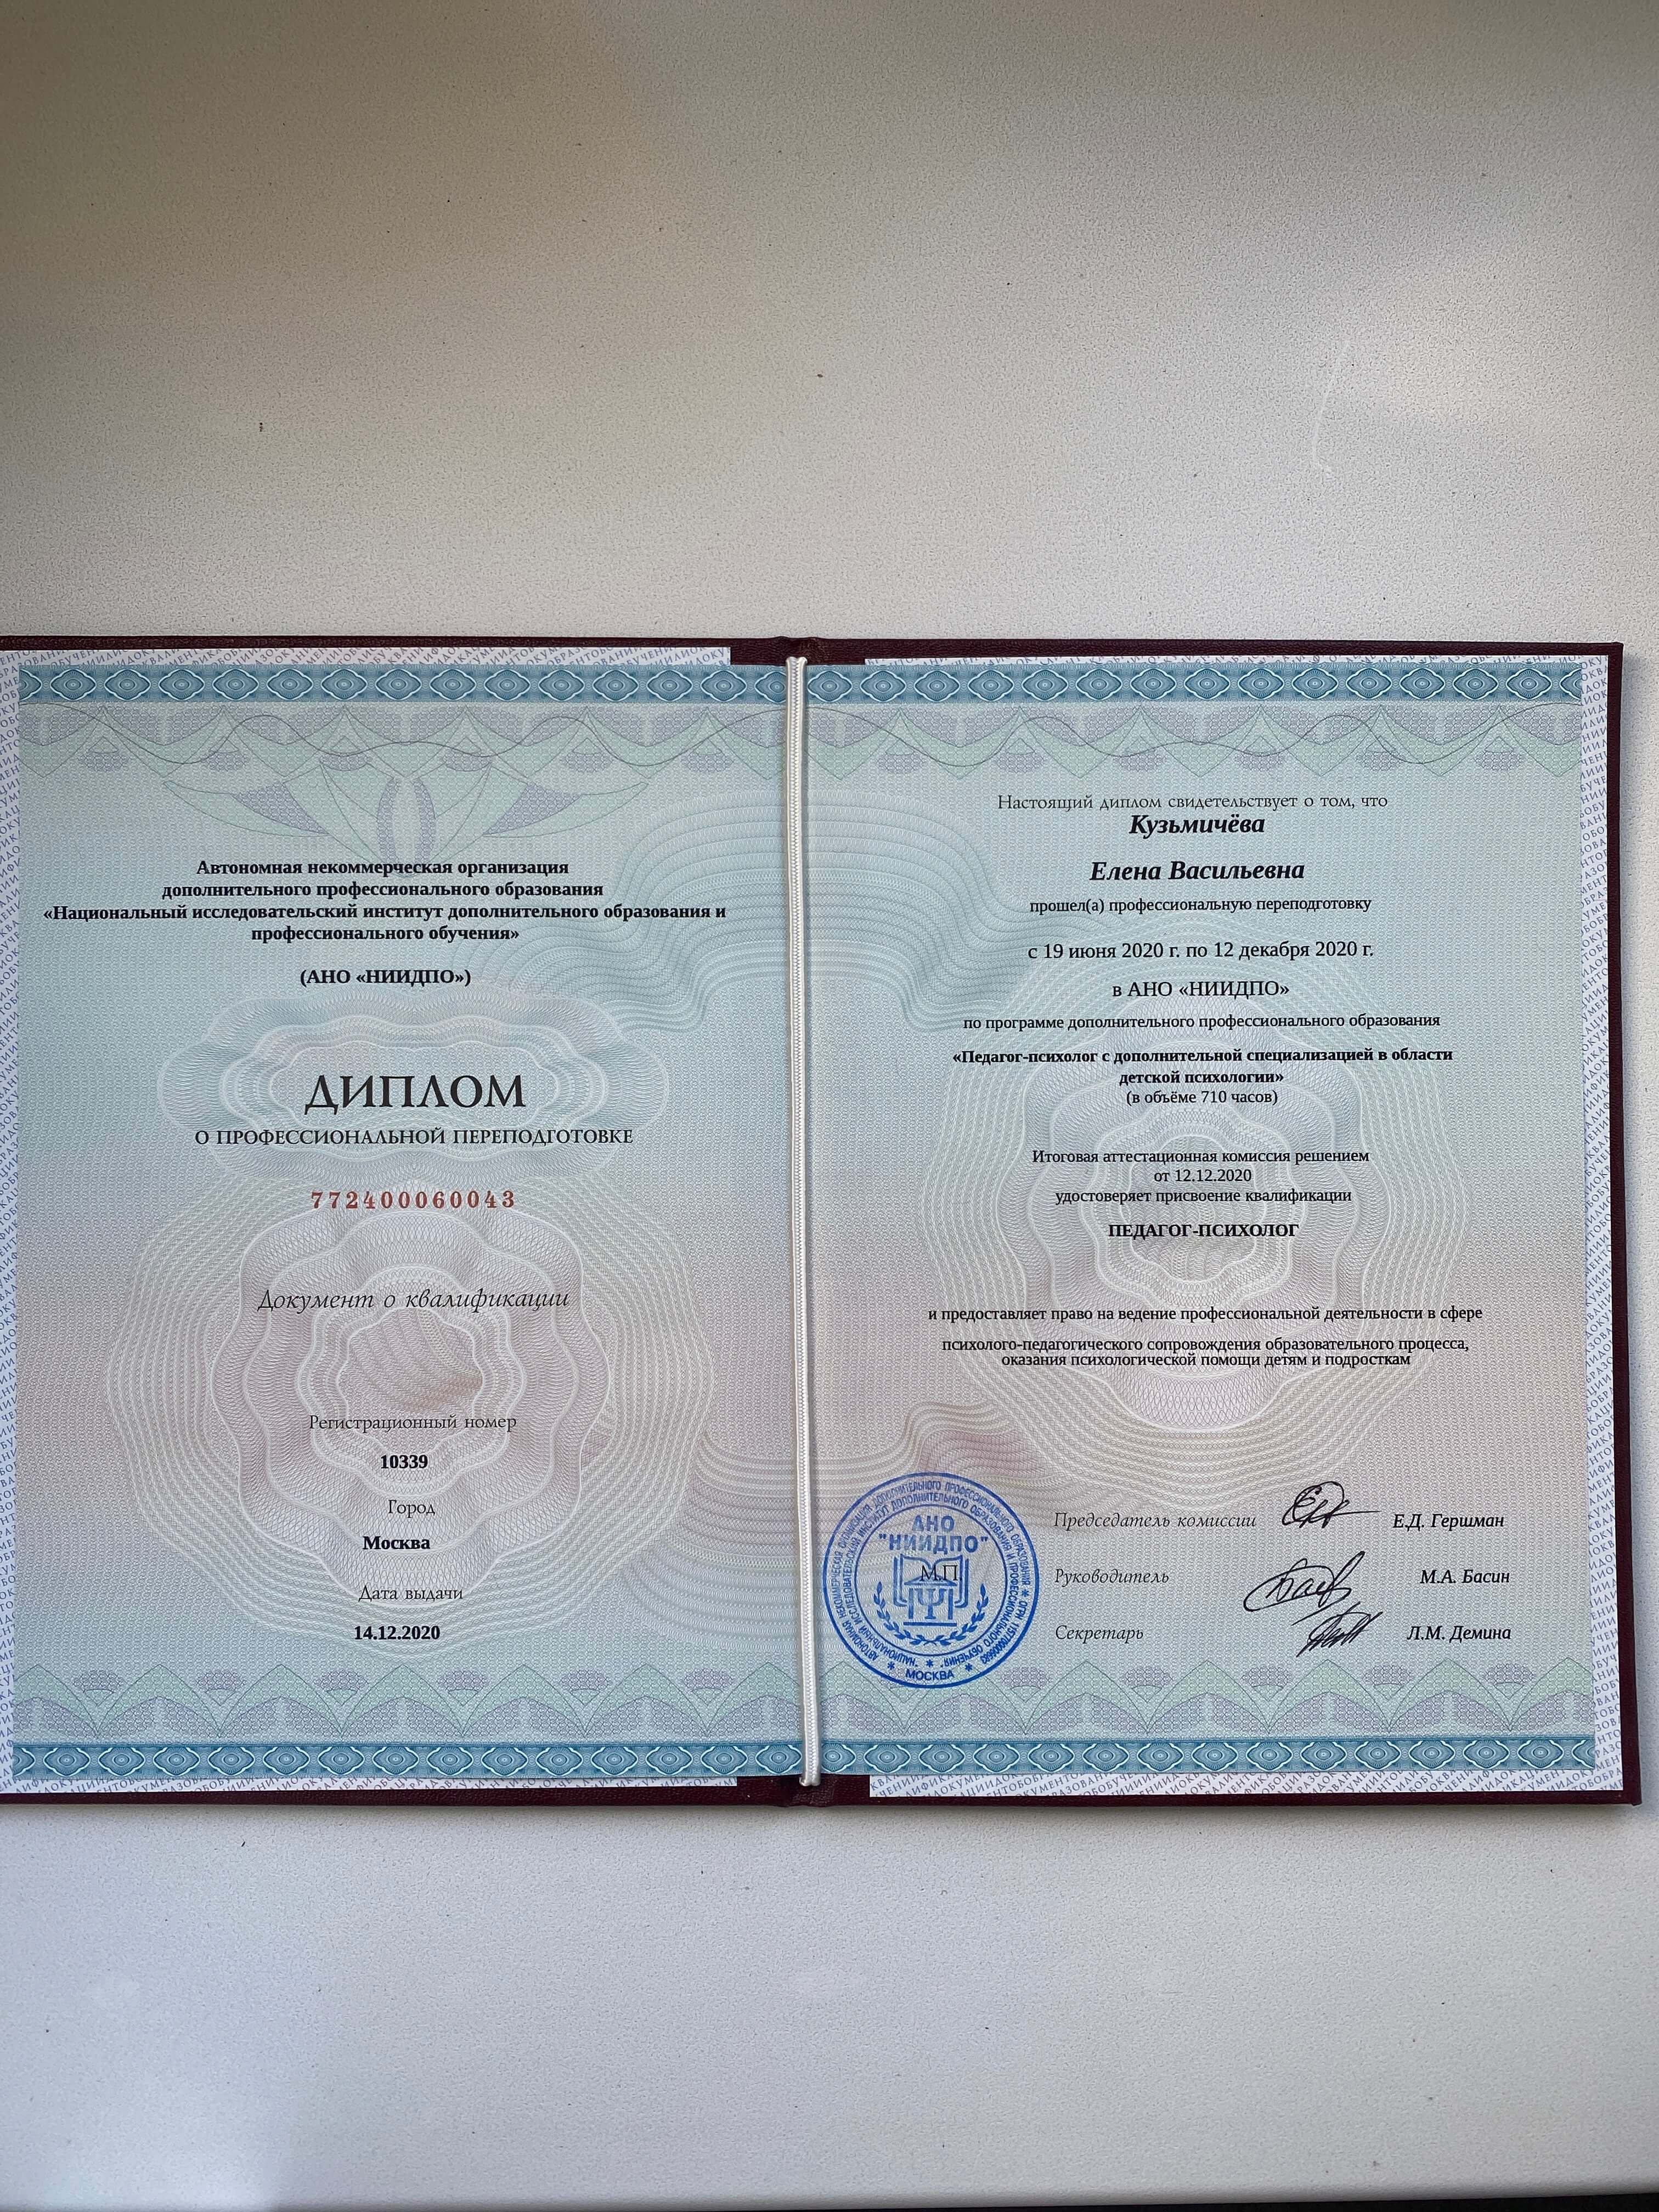 Автономная некоммерческая организация
дополнительного профессионального образования
«Национальный исследовательский институт дополнительного образования и
профессионального обучения»
(АНО «НИИДПО»)
ДИПЛОМ
О ПРОФЕССИОНАЛЬНОЙ ПЕРЕПОДГОТОВКЕ
772400060043
Документ о квалификации
Регистрационный номер
10339
Город
Москва
Дата выдачи
14.12.2020
Настоящий диплом свидетельствует о том, что
Кузьмичёва
Елена Васильевна
прошел(а) профессиональную переподготовку
с 19 июня 2020 г. по 12 декабря 2020 г.
в АНО «НИИДПО»
по программе дополнительного профессионального образования
«Педагог-психолог с дополнительной специализацией в области
детской психологии»
(в объёме 710 часов)
Итоговая аттестационная комиссия решением
от 12.12.2020
удостоверяет присвоение квалификации
ПЕДАГОГ-ПСИХОЛОГ
и предоставляет право на ведение профессиональной деятельности в сфере
психолого-педагогического сопровождения образовательного процесса,
оказания психологической помощи детям и подросткам
Председатель комиссии Е.Д. Гершман
Руководитель М.А. Басин
Секретарь Л.М. Демина
АНО
"НИИДПО"
М.П.
МОСКВА